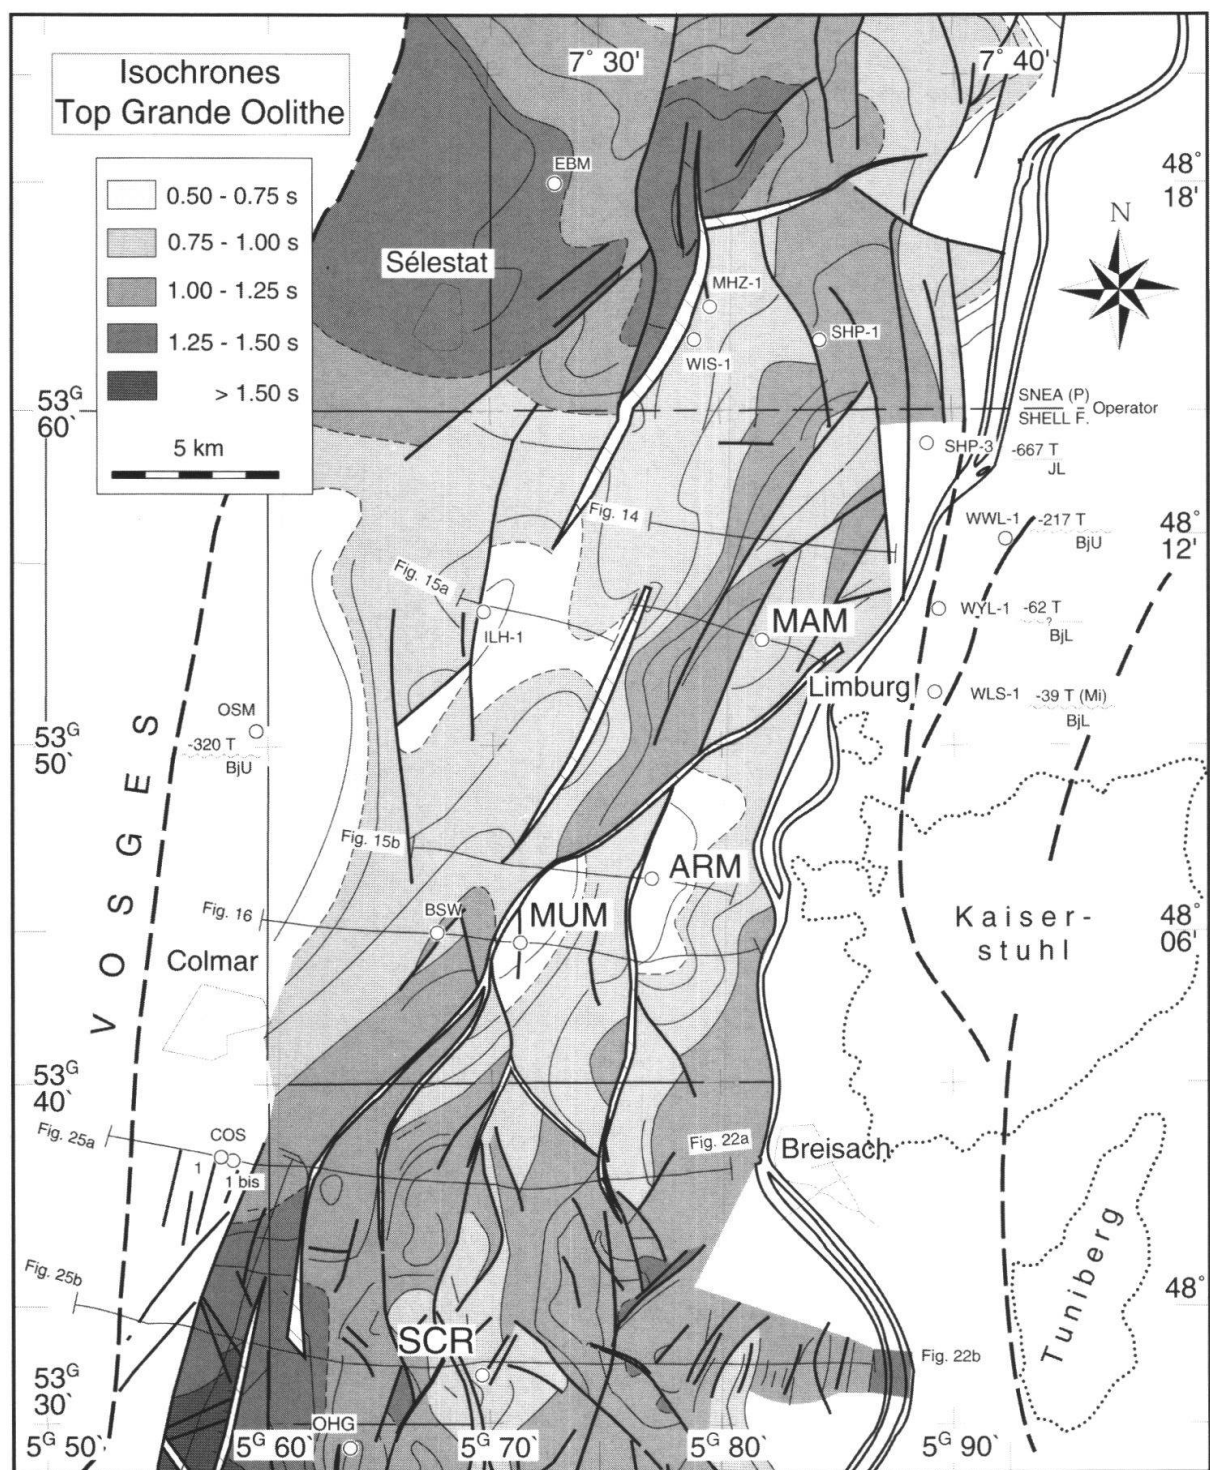 Isochrones
Top Grande Oolithe
0.50 - 0.75 s
0.75 - 1.00 s
1.00 - 1.25 s
1.25 - 1.50 s
> 1.50 s
5 km
7° 30'
7° 40'
48°
18'
N
EBM
Sélestat
MHZ-1
WIS-1
SHP-1
53G
60`
SNEA (P)
SHELL F.
Operator
SHP-3
-667 T
JL
Fig. 14
WWL-1
-217 T
BjU
48°
12'
Fig. 15a
ILH-1
MAM
WYL-1
-62 T
?
BjL
Limburg
WLS-1
-39 T (Mi)
BjL
OSM
-320 T
BjU
53G
50`
VOSGES
Fig. 15b
ARM
Fig. 16
BSW
MUM
Kaiser-
stuhl
48°
06'
Colmar
53G
40`
Fig. 25a
COS
1
1 bis
Fig. 22a
Breisach
Tuniberg
Fig. 25b
48°
SCR
Fig. 22b
53G
30`
OHG
5G 50`
5G 60`
5G 70`
5G 80`
5G 90`